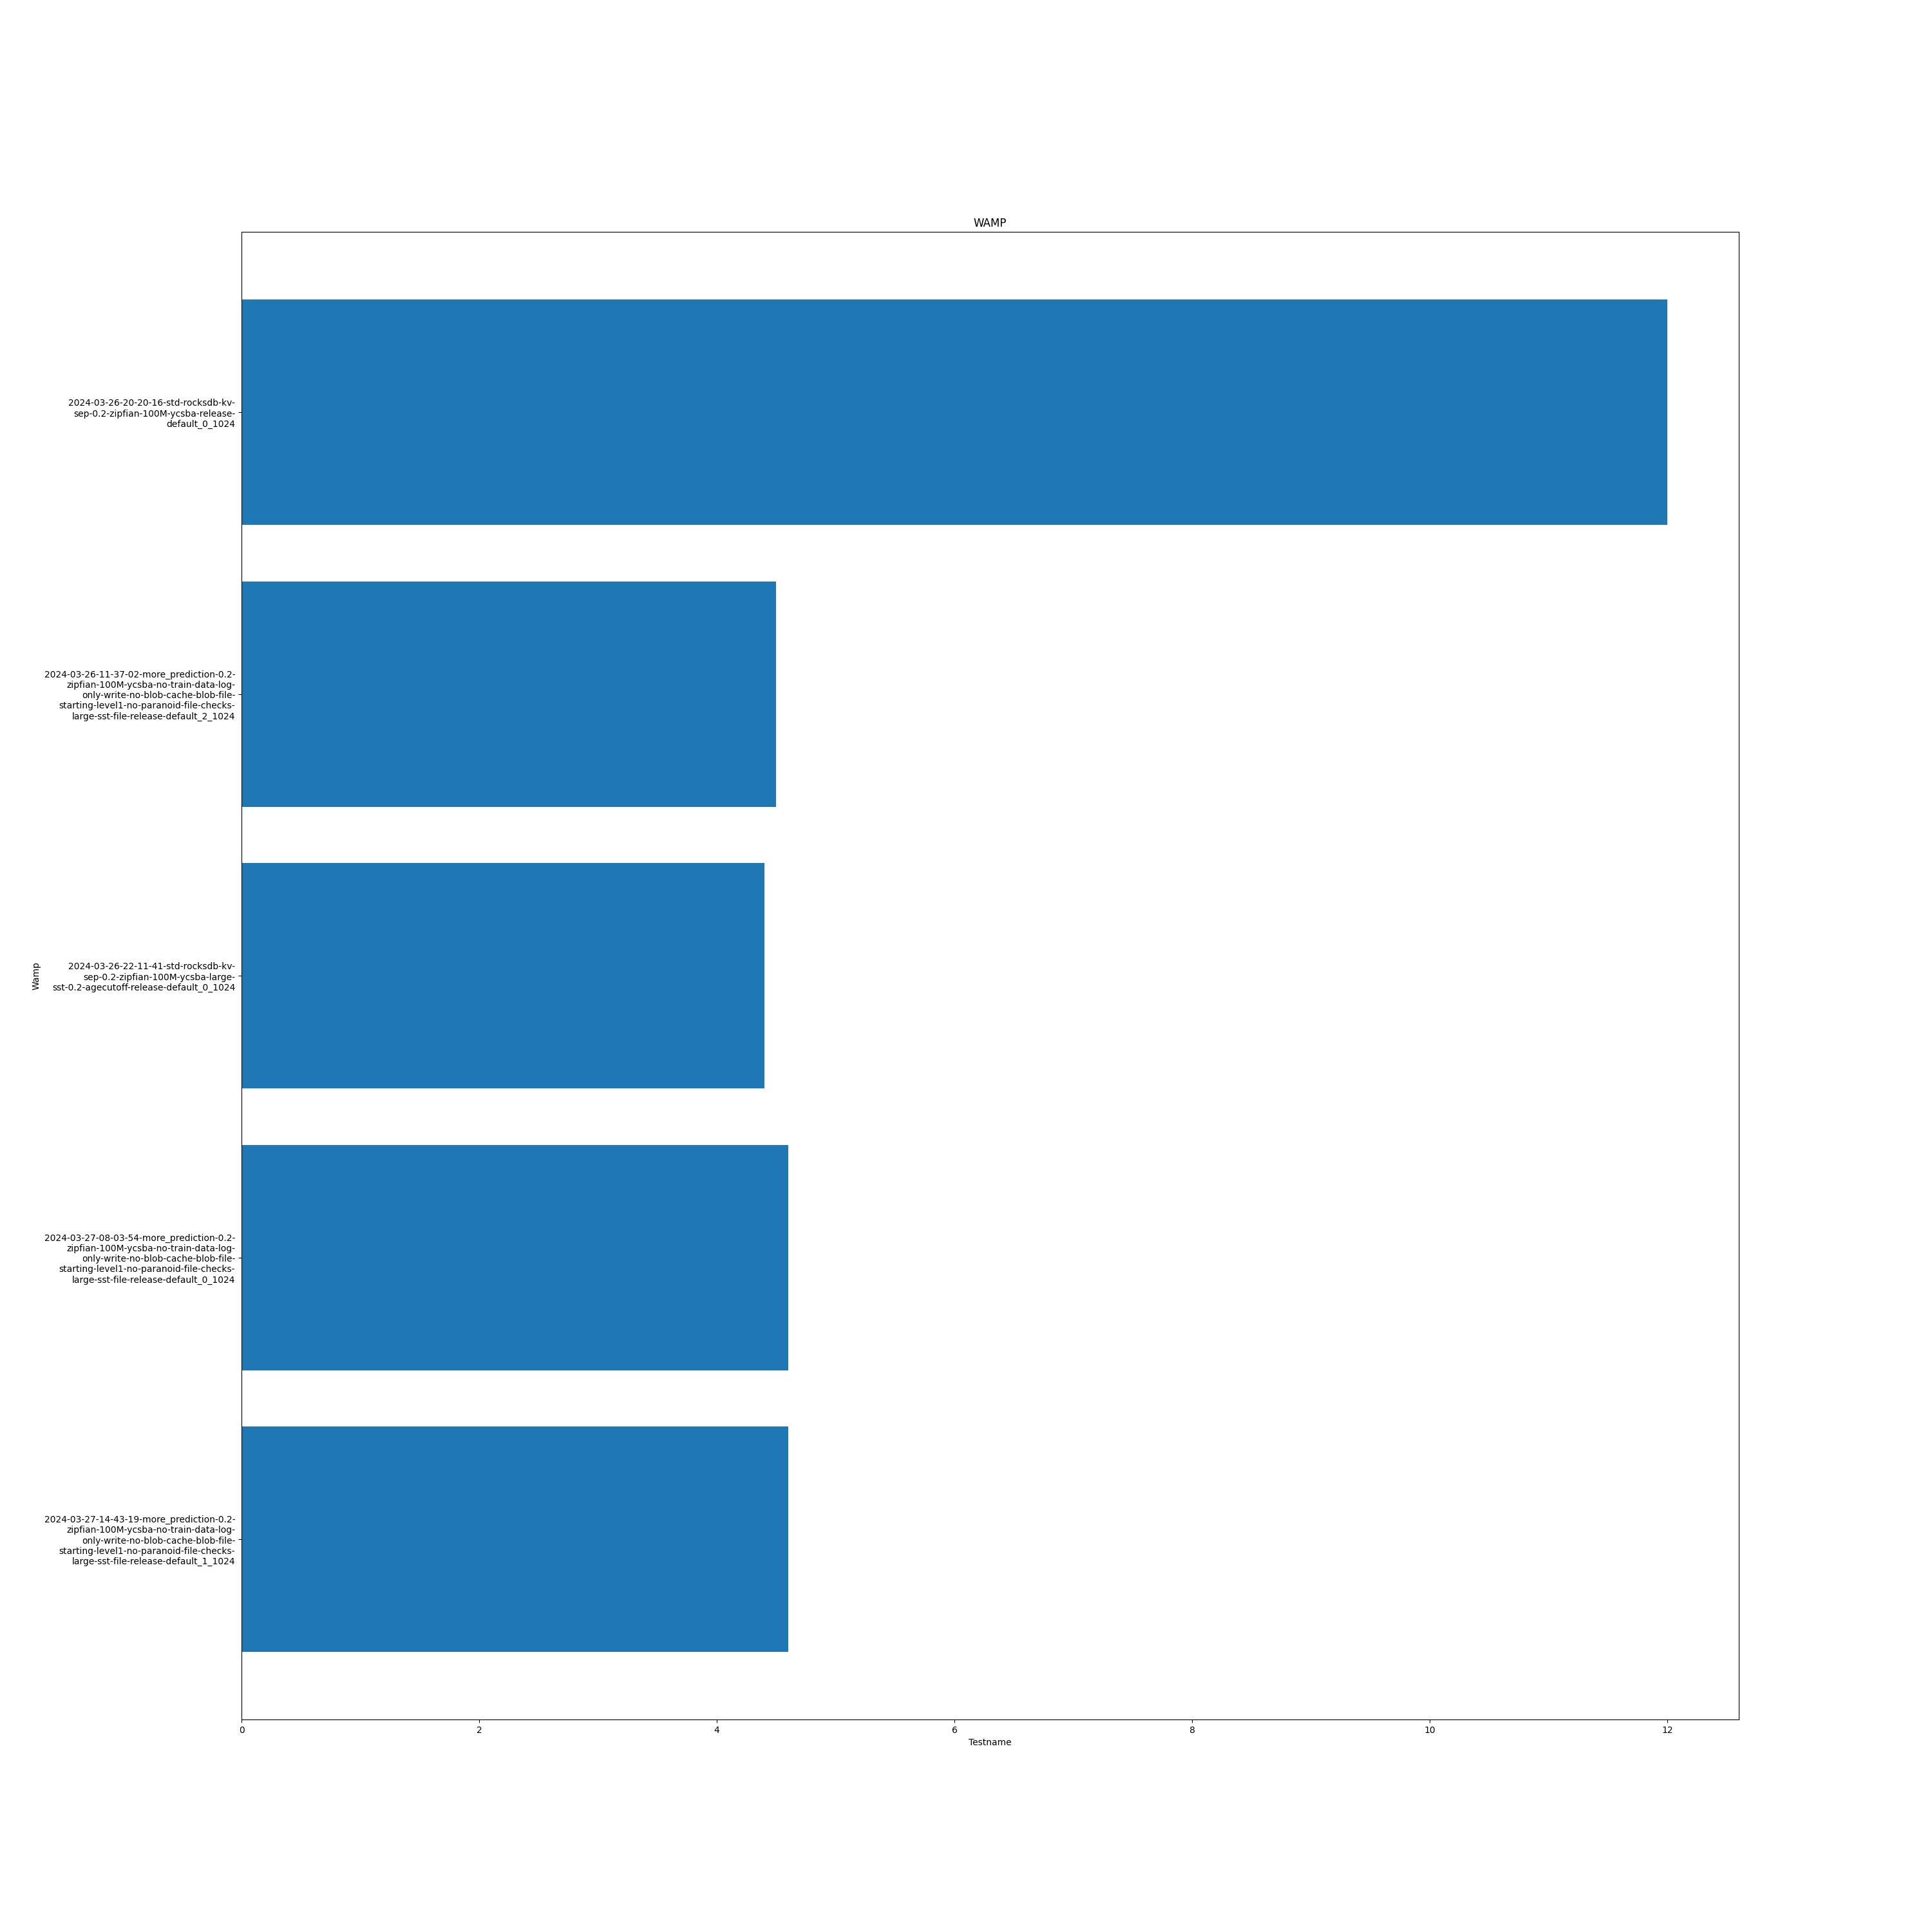 WAMP
2024-03-26-20-20-16-std-rocksdb-kv-
sep-0.2-zipfian-100M-ycsba-release-
default_0_1024
2024-03-26-11-37-02-more_prediction-0.2-
zipfian-100M-ycsba-no-train-data-log-
only-write-no-blob-cache-blob-file-
starting-level1-no-paranoid-file-checks-
large-sst-file-release-default_2_1024
Wamp
2024-03-26-22-11-41-std-rocksdb-kv-
sep-0.2-zipfian-100M-ycsba-large-
sst-0.2-agecutoff-release-default_0_1024
2024-03-27-08-03-54-more_prediction-0.2-
zipfian-100M-ycsba-no-train-data-log-
only-write-no-blob-cache-blob-file-
starting-level1-no-paranoid-file-checks-
large-sst-file-release-default_0_1024
2024-03-27-14-43-19-more_prediction-0.2-
zipfian-100M-ycsba-no-train-data-log-
only-write-no-blob-cache-blob-file-
starting-level1-no-paranoid-file-checks-
large-sst-file-release-default_1_1024
0 2 4 6 8 10 12
Testname